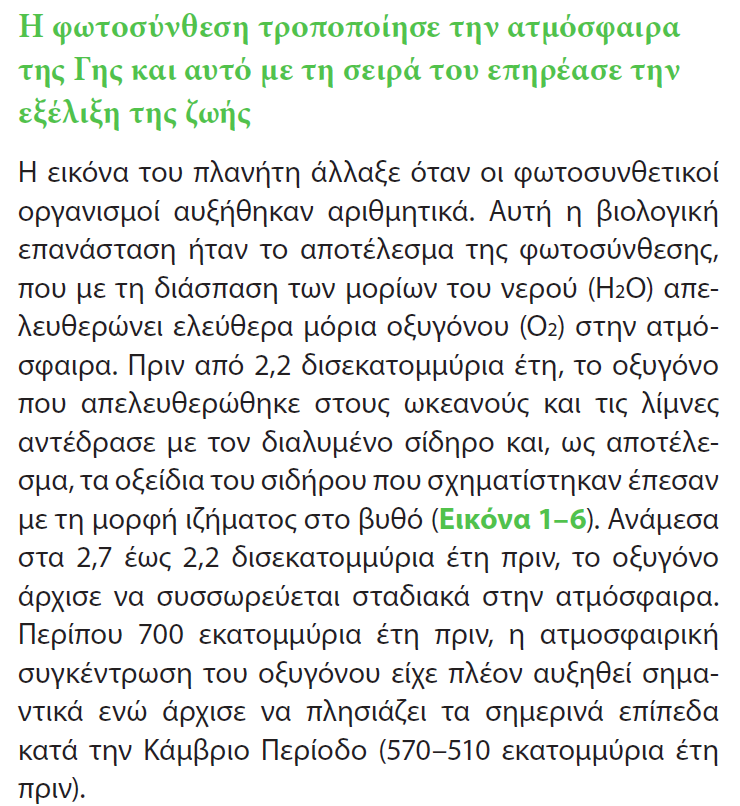 Η φωτοσύνθεση τροποποίησε την ατμόσφαιρα
της Γης και αυτό με τη σειρά του επηρέασε την
εξέλιξη της ζωής
Η εικόνα του πλανήτη άλλαξε όταν οι φωτοσυνθετικοί
οργανισμοί αυξήθηκαν αριθμητικά. Αυτή η βιολογική
επανάσταση ήταν το αποτέλεσμα της φωτοσύνθεσης,
που με τη διάσπαση των μορίων του νερού (H2O) απε-
λευθερώνει ελεύθερα μόρια οξυγόνου (O2) στην ατμό-
σφαιρα. Πριν από 2,2 δισεκατομμύρια έτη, το οξυγόνο
που απελευθερώθηκε στους ωκεανούς και τις λίμνες
αντέδρασε με τον διαλυμένο σίδηρο και, ως αποτέλε-
σμα, τα οξείδια του σιδήρου που σχηματίστηκαν έπεσαν
με τη μορφή ιζήματος στο βυθό (Εικόνα 1–6). Ανάμεσα
στα 2,7 έως 2,2 δισεκατομμύρια έτη πριν, το οξυγόνο
άρχισε να συσσωρεύεται σταδιακά στην ατμόσφαιρα.
Περίπου 700 εκατομμύρια έτη πριν, η ατμοσφαιρική
συγκέντρωση του οξυγόνου είχε πλέον αυξηθεί σημα-
ντικά ενώ άρχισε να πλησιάζει τα σημερινά επίπεδα
κατά την Κάμβριο Περίοδο (570–510 εκατομμύρια έτη
πριν).